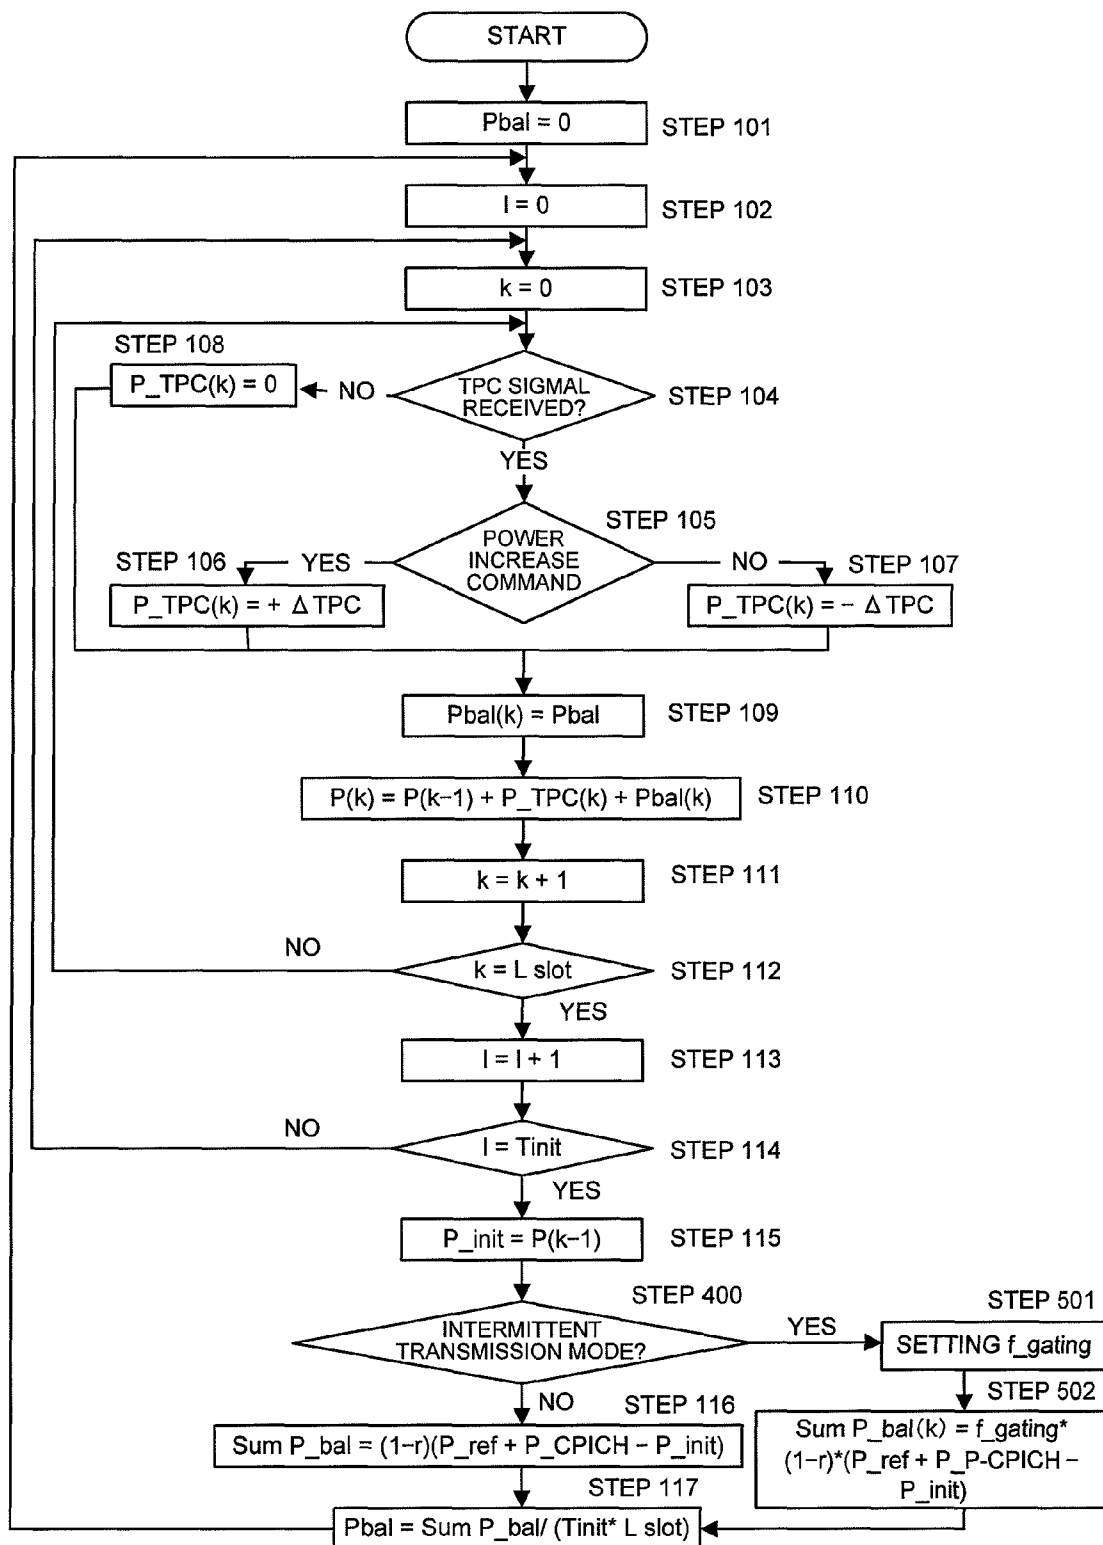 START
Pbal = 0
STEP 101
I = 0
STEP 102
k = 0
STEP 103
STEP 108
P_TPC(k) = 0
NO
TPC SIGMAL
RECEIVED?
STEP 104
YES
STEP 105
POWER
INCREASE
COMMAND
STEP 106
YES
NO
STEP 107
P_TPC(k) = + Δ TPC
P_TPC(k) = − Δ TPC
Pbal(k) = Pbal
STEP 109
P(k) = P(k−1) + P_TPC(k) + Pbal(k)
STEP 110
k = k + 1
STEP 111
NO
k = L slot
STEP 112
YES
I = I + 1
STEP 113
NO
I = Tinit
STEP 114
YES
P_init = P(k−1)
STEP 115
STEP 400
INTERMITTENT
TRANSMISSION MODE?
YES
STEP 501
SETTING f_gating
NO
STEP 116
Sum P_bal = (1−r)(P_ref + P_CPICH − P_init)
STEP 502
Sum P_bal(k) = f_gating*
(1−r)*(P_ref + P_P-CPICH −
P_init)
STEP 117
Pbal = Sum P_bal/ (Tinit* L slot)